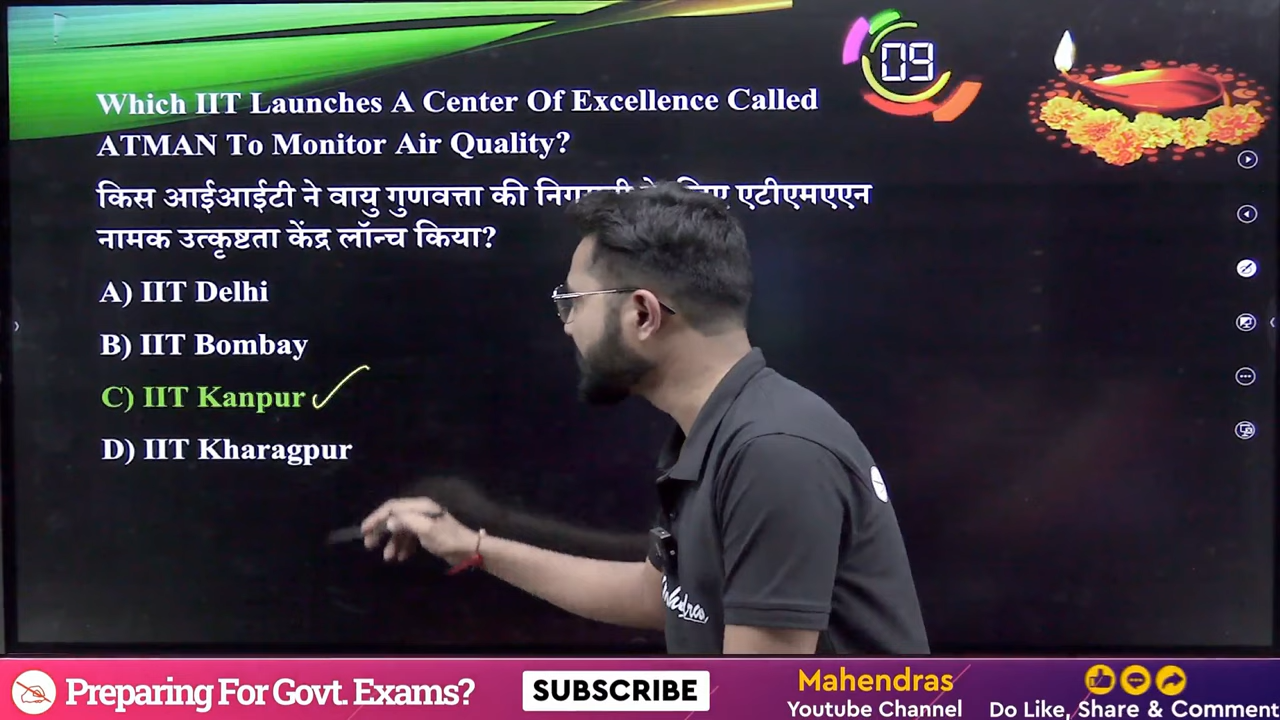 09
Which IIT Launches A Center Of Excellence Called
ATMAN To Monitor Air Quality?
किस आईआईटी ने वायु गुणवत्ता की एटीएमएएन
नामक उत्कृष्टता केंद्र लॉन्च किया?
A) IIT Delhi
B) IIT Bombay
C) IIT Kanpur
D) IIT Kharagpur
Preparing For Govt. Exams?
SUBSCRIBE
Mahendras
Youtube Channel
Do Like, Share & Comment